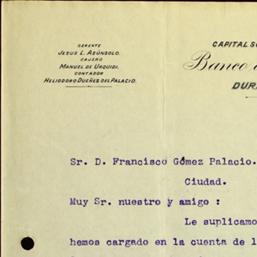 GERENTE
JESUS L. ASÚNSOLO.
CAJERO
MANUEL DE URQUIDI.
CONTADOR
HELIODORO DUEÑES DEL PALACIO.
CAPITAL S
Banco
DUR
Sr. D. Francisco Gómez Palacio.
Ciudad.
Muy Sr. nuestro y amigo :
Le suplicamo
hemos cargado en la cuenta de l